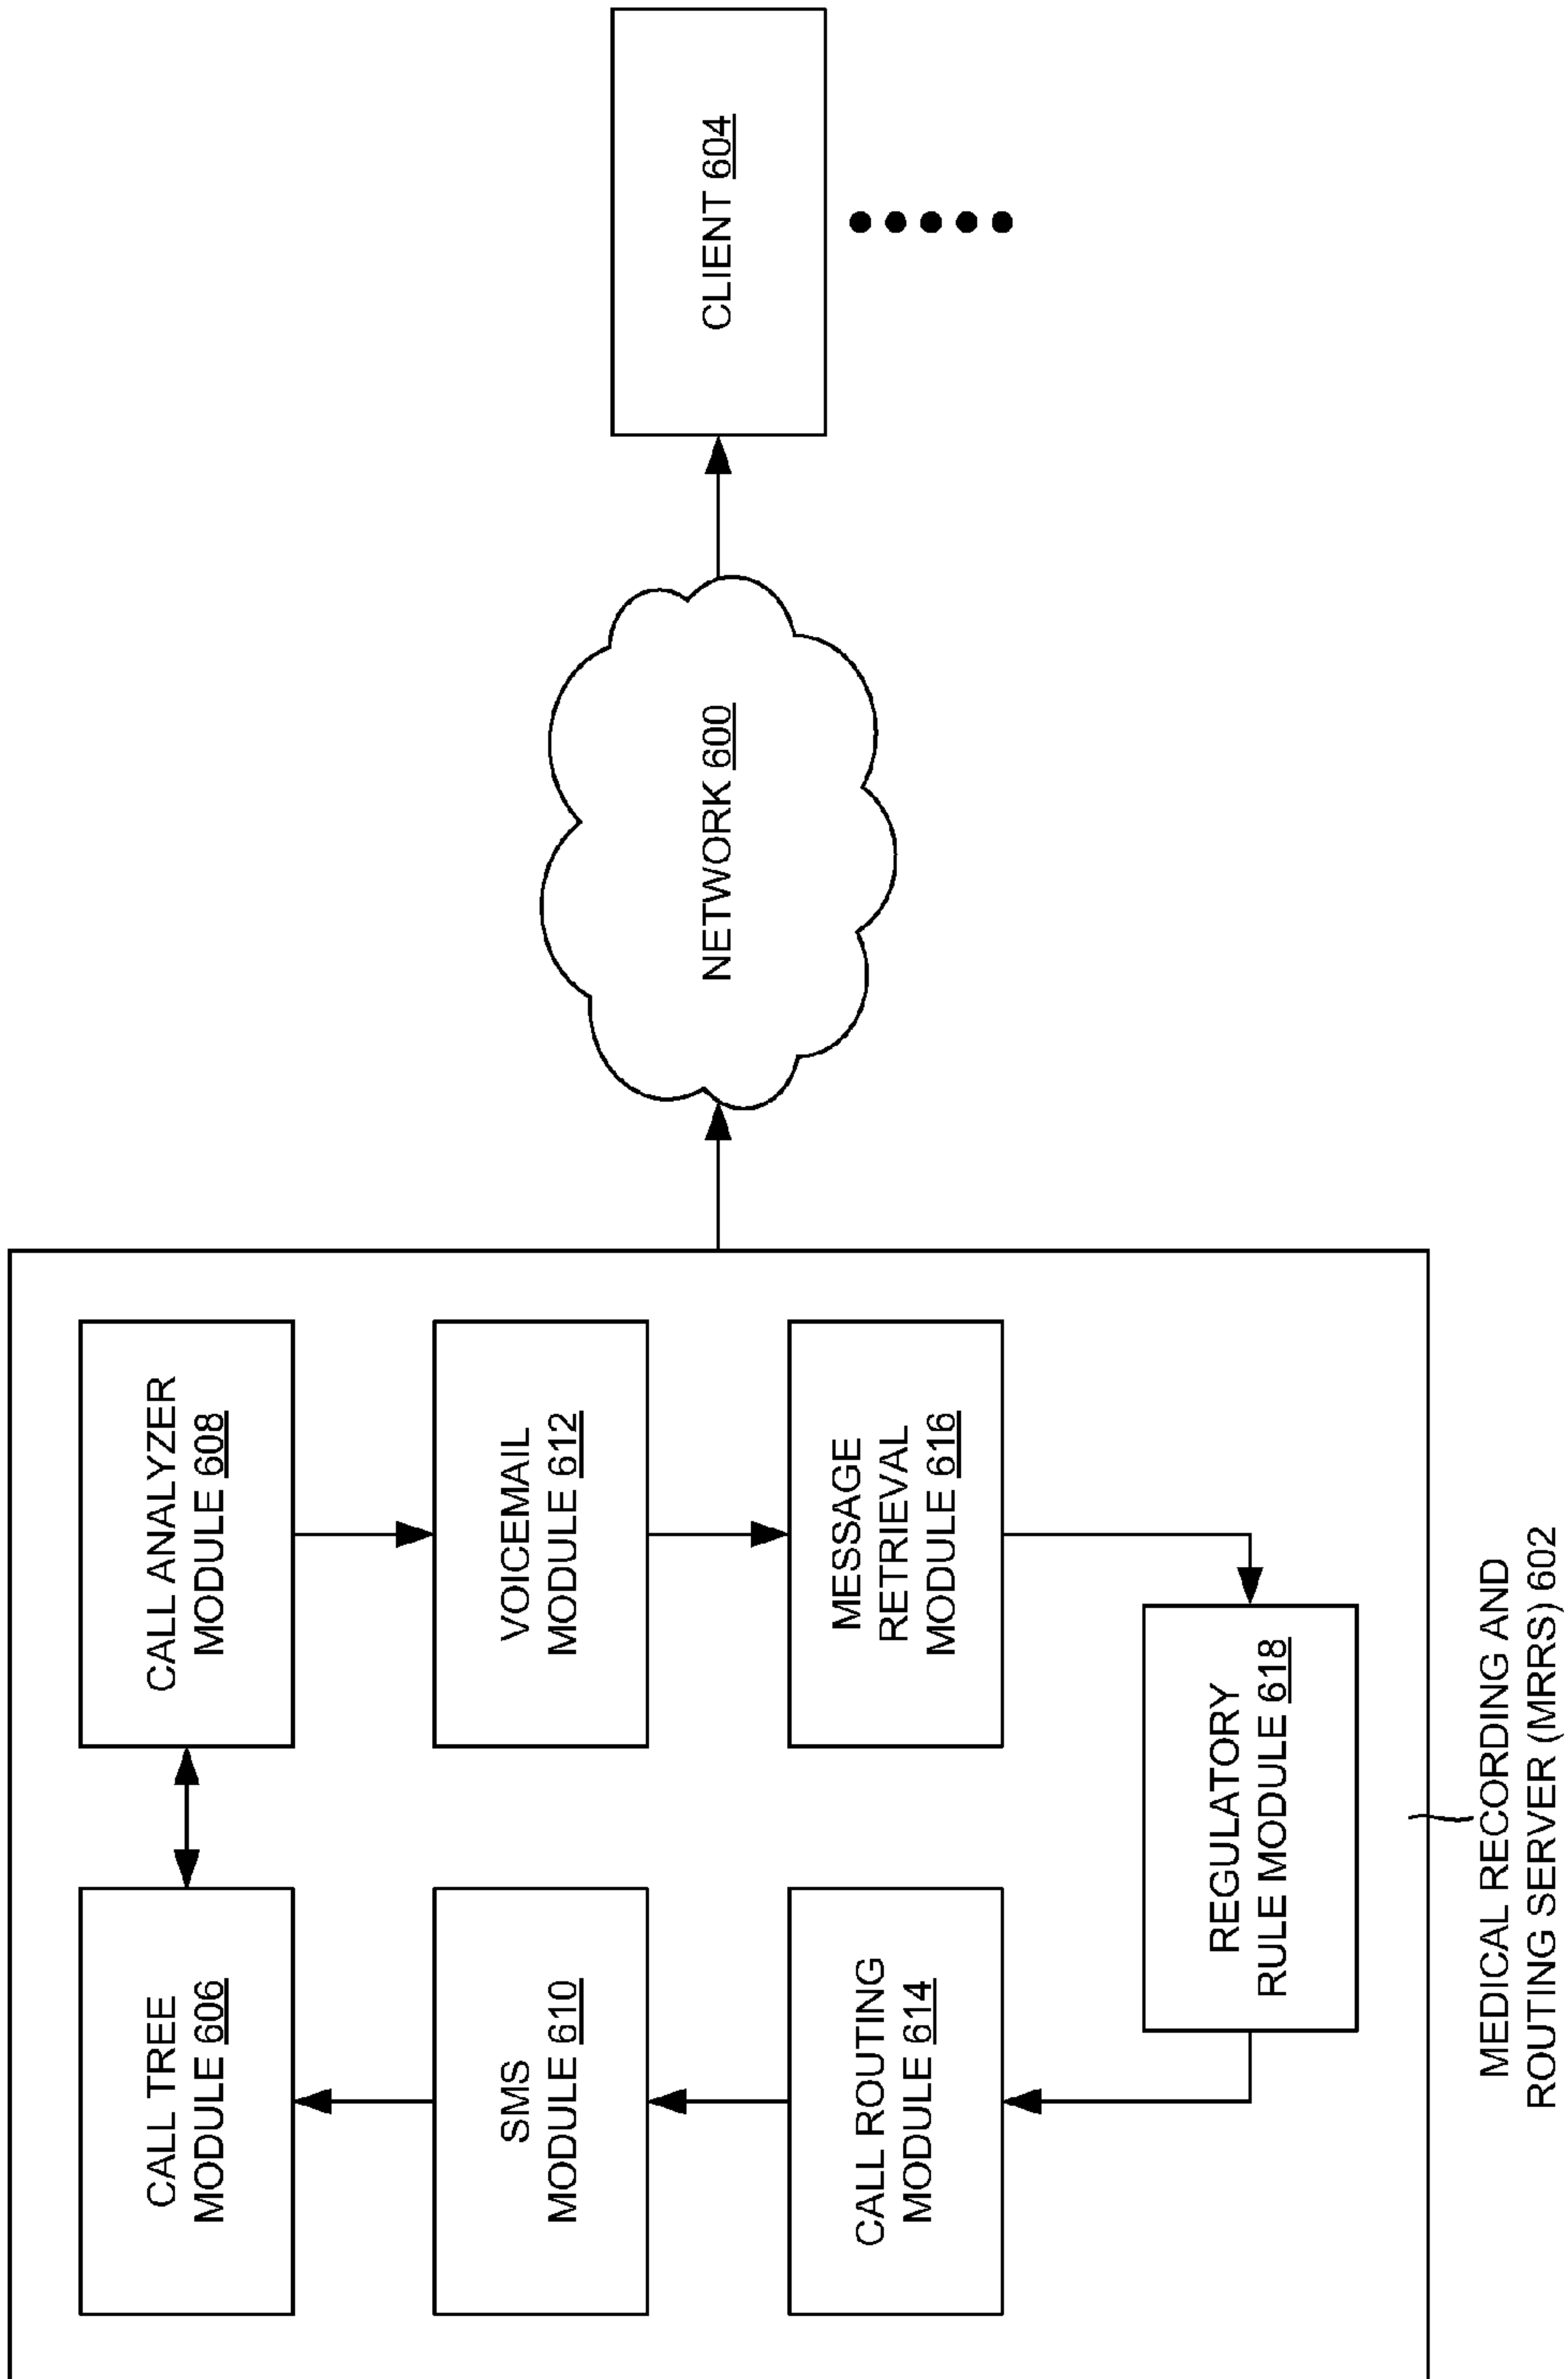 CALL TREE
MODULE 606
CALL ANALYZER
MODULE 608
SMS
MODULE 610
VOICEMAIL
MODULE 612
CALL ROUTING
MODULE 614
MESSAGE
RETRIEVAL
MODULE 616
REGULATORY
RULE MODULE 618
MEDICAL RECORDING AND
ROUTING SERVER (MRRS) 602
NETWORK 600
CLIENT 604